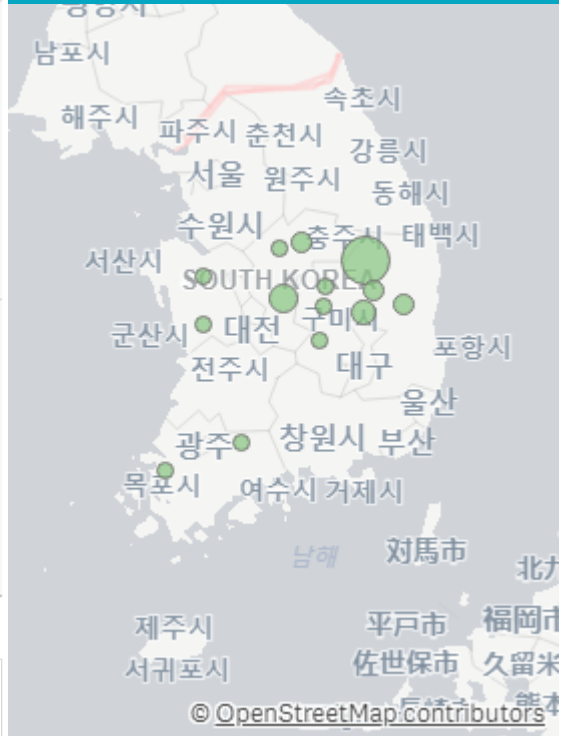 남포시
속초시
해주시 파주시 춘천시
강릉시
서울 원주시
동해시
수원시 충주시 태백시
서산시
SOUTH KOREA
군산시 대전 구미시
포항시
전주시 대구
울산
광주 창원시 부산
목포시 여수시 거제시
남해
対馬市
제주시 平戸市
서귀포시 佐世保市 久留米
© OpenStreetMap contributors